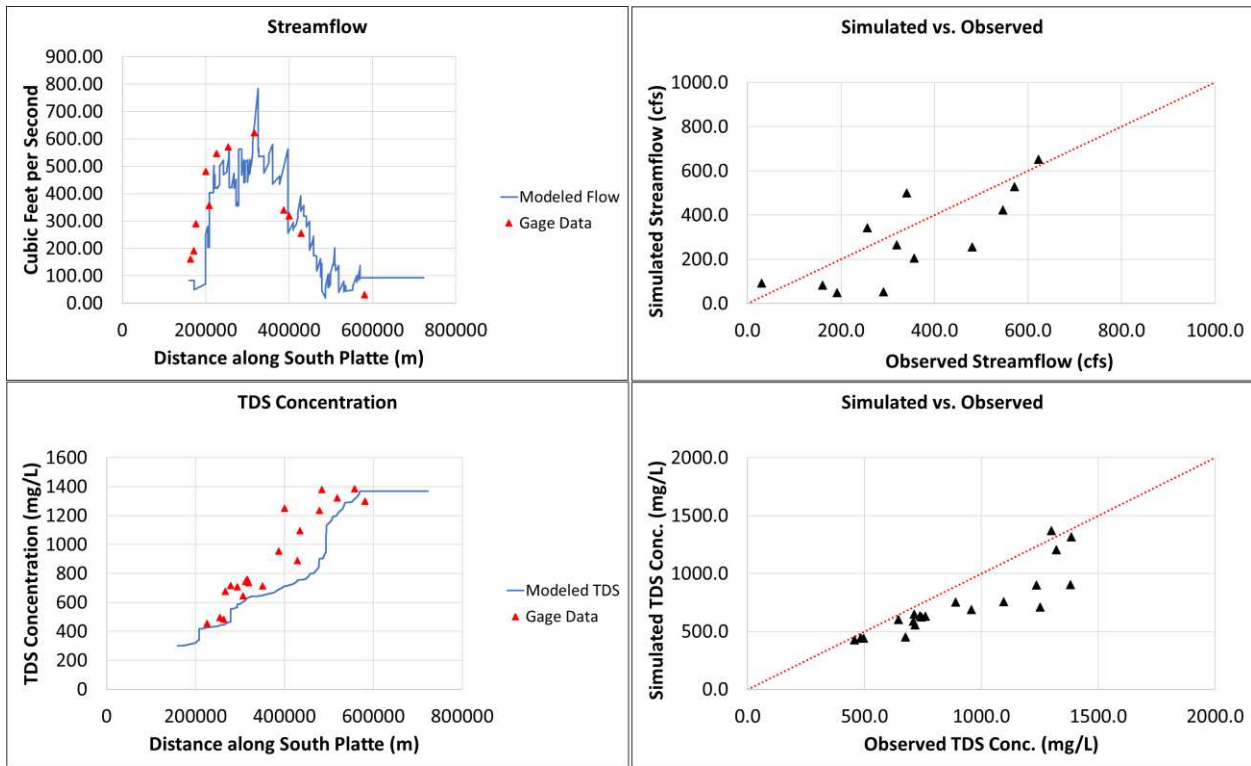 Streamflow
900.00
800.00
700.00
600.00
500.00
400.00
300.00
200.00
100.00
0.00
Cubic Feet per Second
0 200000 400000 600000 800000
Distance along South Platte (m)
Modeled Flow
Gage Data
Simulated vs. Observed
1000.0
800.0
600.0
400.0
200.0
0.0
Simulated Streamflow (cfs)
0.0 200.0 400.0 600.0 800.0 1000.0
Observed Streamflow (cfs)
TDS Concentration
1600
1400
1200
1000
800
600
400
200
0
TDS Concentration (mg/L)
0 200000 400000 600000 800000
Distance along South Platte (m)
Modeled TDS
Gage Data
Simulated vs. Observed
2000.0
1500.0
1000.0
500.0
0.0
Simulated TDS Conc. (mg/L)
0.0 500.0 1000.0 1500.0 2000.0
Observed TDS Conc. (mg/L)